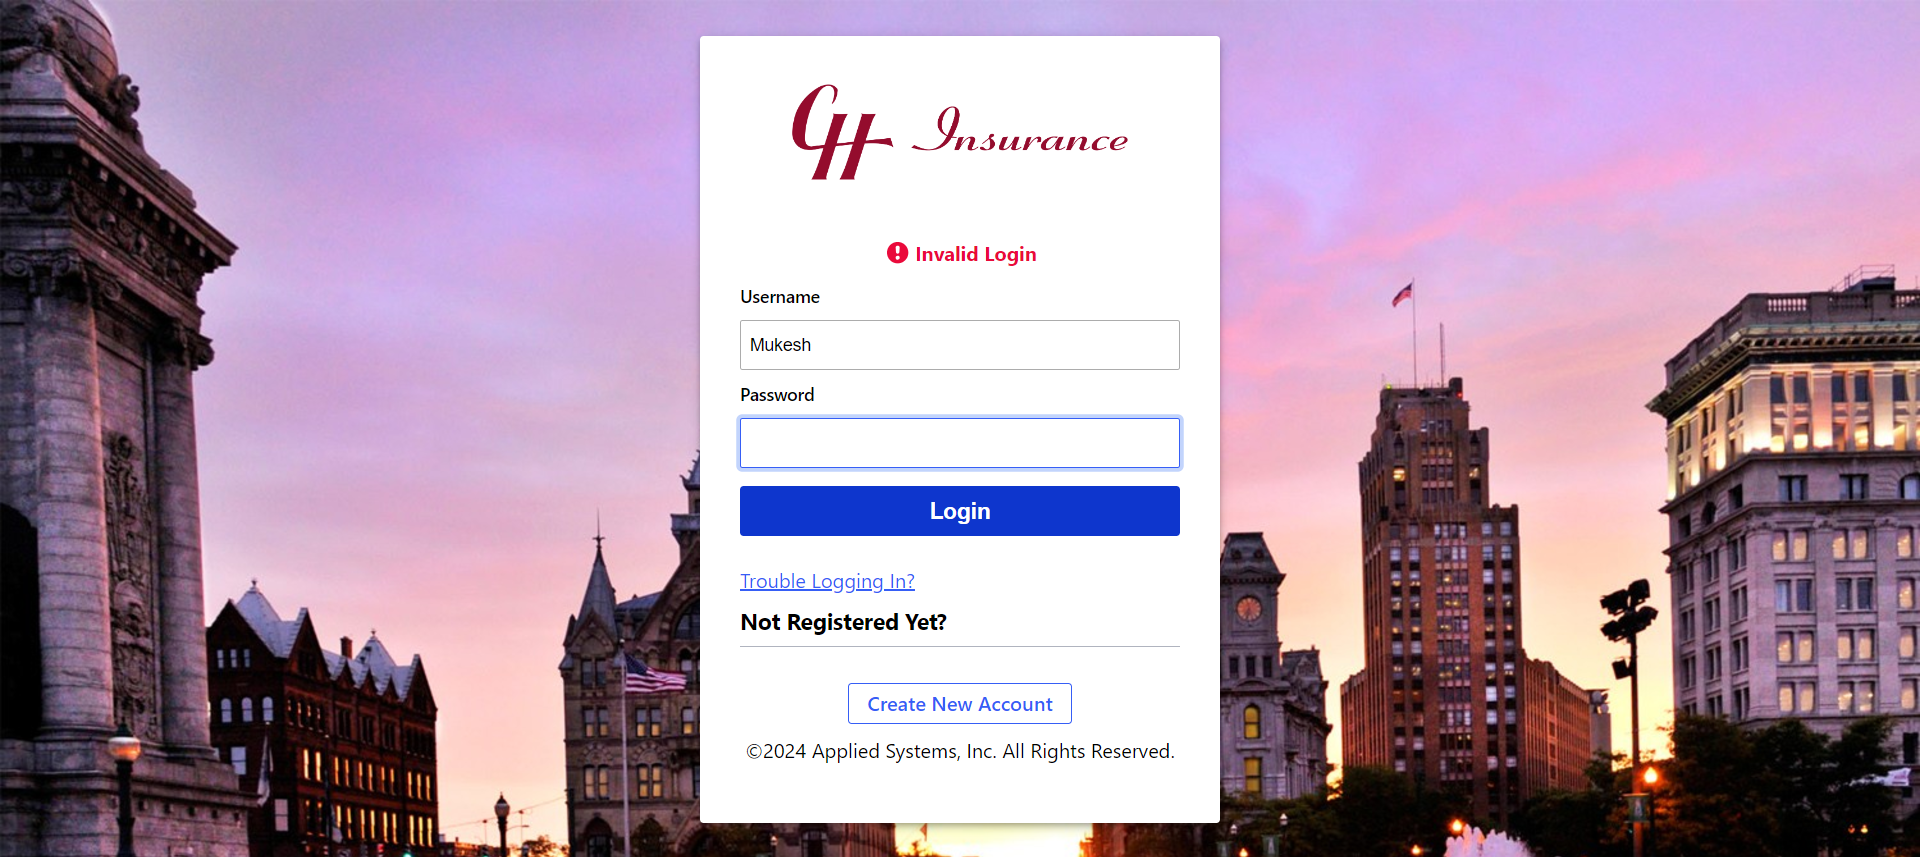 CH Insurance
Invalid Login
Username
Mukesh
Password
Login
Trouble Logging In?
Not Registered Yet?
Create New Account
©2024 Applied Systems, Inc. All Rights Reserved.